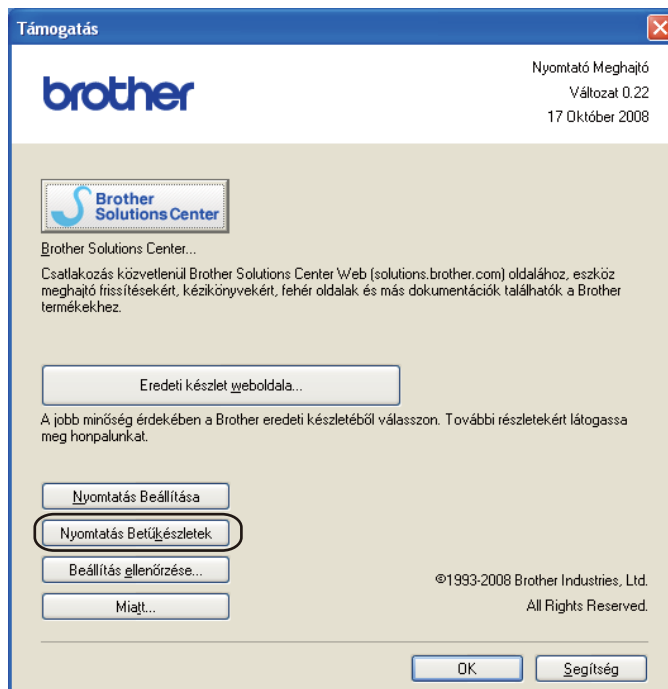 Támogatás
brother
Nyomtató Meghajtó
Változat 0.22
17 Október 2008
Brother
Solutions Center
Brother Solutions Center...
Csatlakozás közvetlenül Brother Solutions Center Web (solutions.brother.com) oldalához, eszköz
meghajtó frissítésekért, kézikönyvekért, fehér oldalak és más dokumentációk találhatók a Brother
termékekhez.
Eredeti készlet weboldala...
A jobb minőség érdekében a Brother eredeti készletéből válasszon. További részletekért látogassa
meg honpalunkat.
Nyomtatás Beállítása
Nyomtatás Betűkészletek
Beállítás ellenőrzése...
Miatt...
©1993-2008 Brother Industries, Ltd.
All Rights Reserved.
OK
Segítség